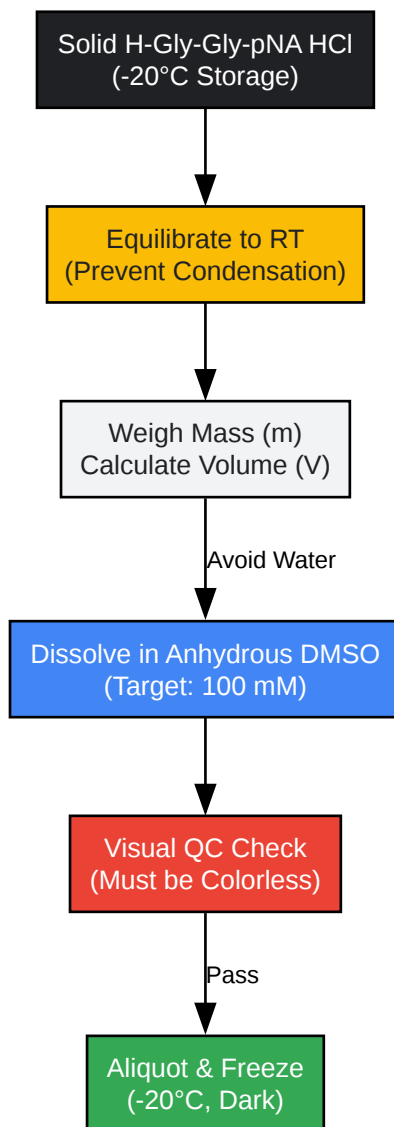 Solid H-Gly-Gly-pNA HCl
(-20°C Storage)
Equilibrate to RT
(Prevent Condensation)
Weigh Mass (m)
Calculate Volume (V)
Avoid Water
Dissolve in Anhydrous DMSO
(Target: 100 mM)
Visual QC Check
(Must be Colorless)
Pass
Aliquot & Freeze
(-20°C, Dark)